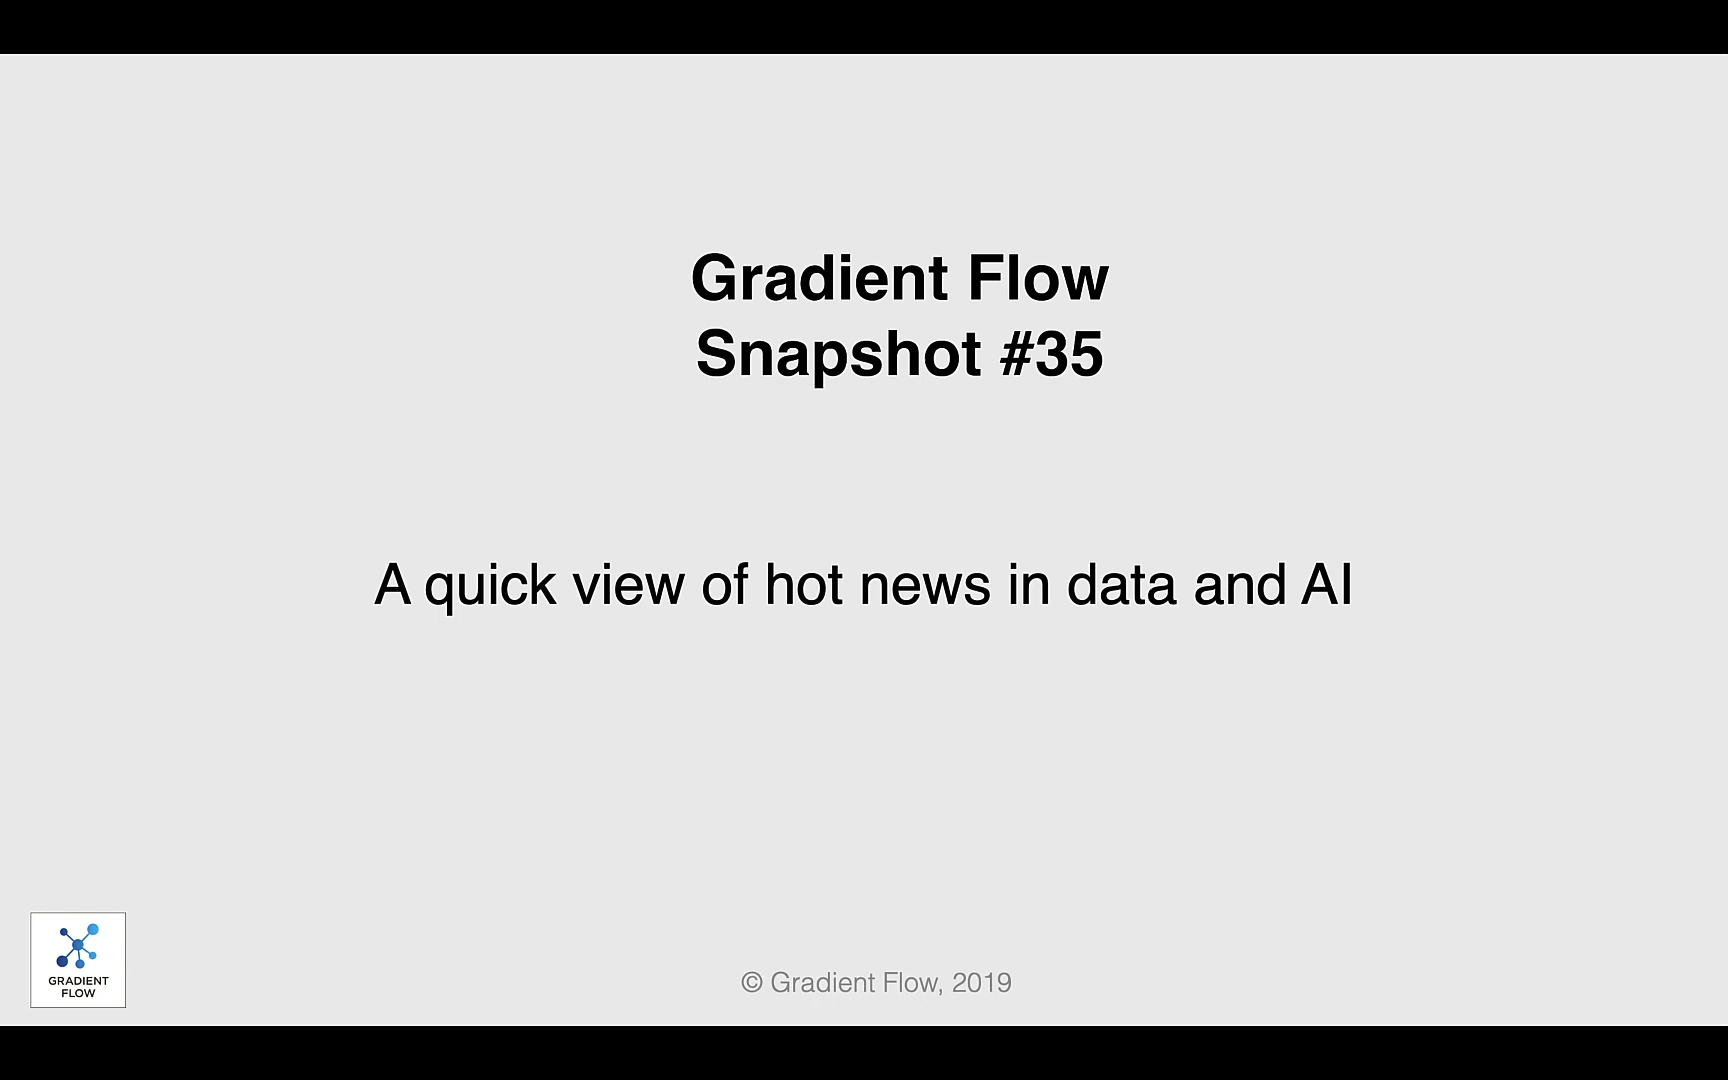 Gradient Flow
Snapshot #35
A quick view of hot news in data and AI
GRADIENT
FLOW
© Gradient Flow, 2019